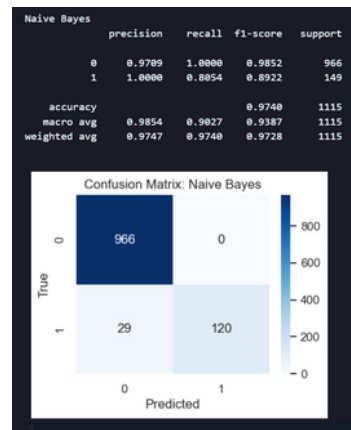 Naive Bayes
precision recall f1-score support
0 0.9709 1.0000 0.9852 966
1 1.0000 0.8054 0.8922 149
accuracy 0.9740 1115
macro avg 0.9854 0.9027 0.9387 1115
weighted avg 0.9747 0.9740 0.9728 1115
Confusion Matrix: Naive Bayes
0 966 0
1 29 120
True
0 1
Predicted
800
600
400
200
0